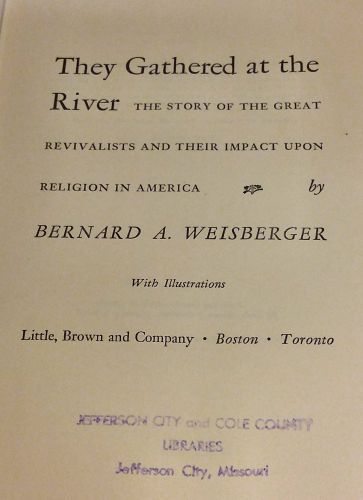 They Gathered at the
River THE STORY OF THE GREAT
REVIVALISTS AND THEIR IMPACT UPON
RELIGION IN AMERICA by
BERNARD A. WEISBERGER
With Illustrations
Little, Brown and Company • Boston • Toronto
JEFFERSON CITY and COLE COUNTY
LIBRARIES
Jefferson City, Missouri